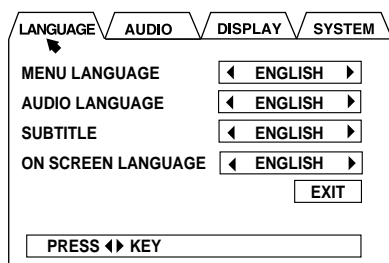 LANGUAGE AUDIO DISPLAY SYSTEM
MENU LANGUAGE ENGLISH
AUDIO LANGUAGE ENGLISH
SUBTITLE ENGLISH
ON SCREEN LANGUAGE ENGLISH
EXIT
PRESS ◀▶ KEY